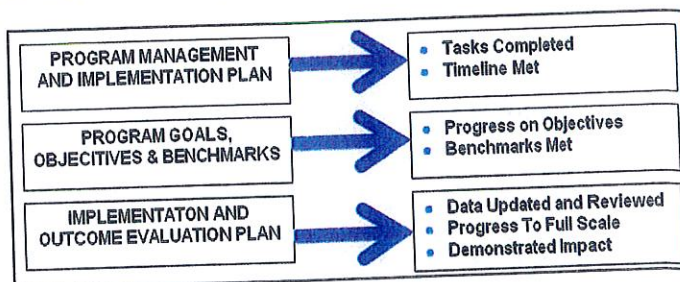 PROGRAM MANAGEMENT
AND IMPLEMENTATION PLAN
• Tasks Completed
• Timeline Met
PROGRAM GOALS,
OBJECITIVES & BENCHMARKS
• Progress on Objectives
• Benchmarks Met
IMPLEMENTATON AND
OUTCOME EVALUATION PLAN
• Data Updated and Reviewed
• Progress To Full Scale
• Demonstrated Impact